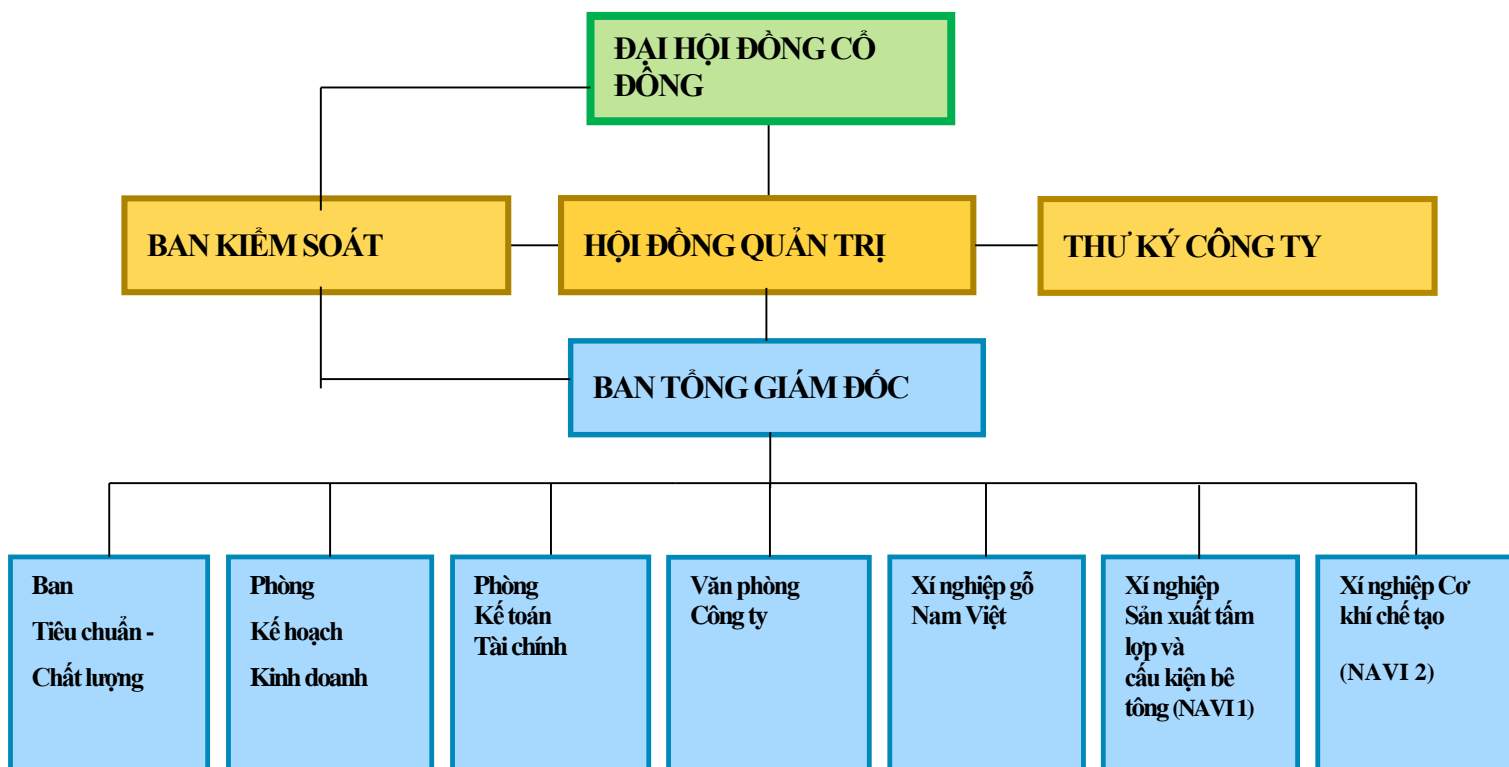 ĐẠI HỘI ĐỒNG CỔ
ĐÔNG
BAN KIỂM SOÁT
HỘI ĐỒNG QUẢN TRỊ
THƯ KÝ CÔNG TY
BAN TỔNG GIÁM ĐỐC
Ban
Tiêu chuẩn -
Chất lượng
Phòng
Kế hoạch
Kinh doanh
Phòng
Kế toán
Tài chính
Văn phòng
Công ty
Xí nghiệp gỗ
Nam Việt
Xí nghiệp
Sản xuất tấm
lợp và
cấu kiện bê
tông (NAVI 1)
Xí nghiệp Cơ
khí chế tạo
(NAVI 2)